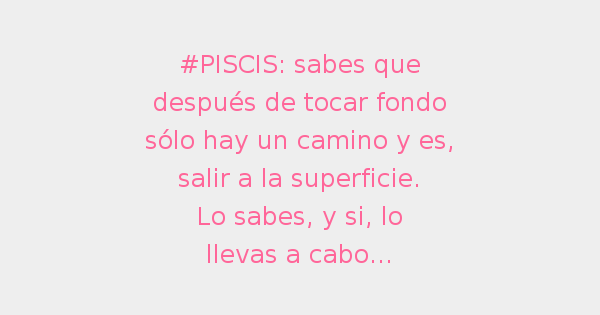 #PISCIS: sabes que
después de tocar fondo
sólo hay un camino y es,
salir a la superficie.
Lo sabes, y si, lo
llevas a cabo...